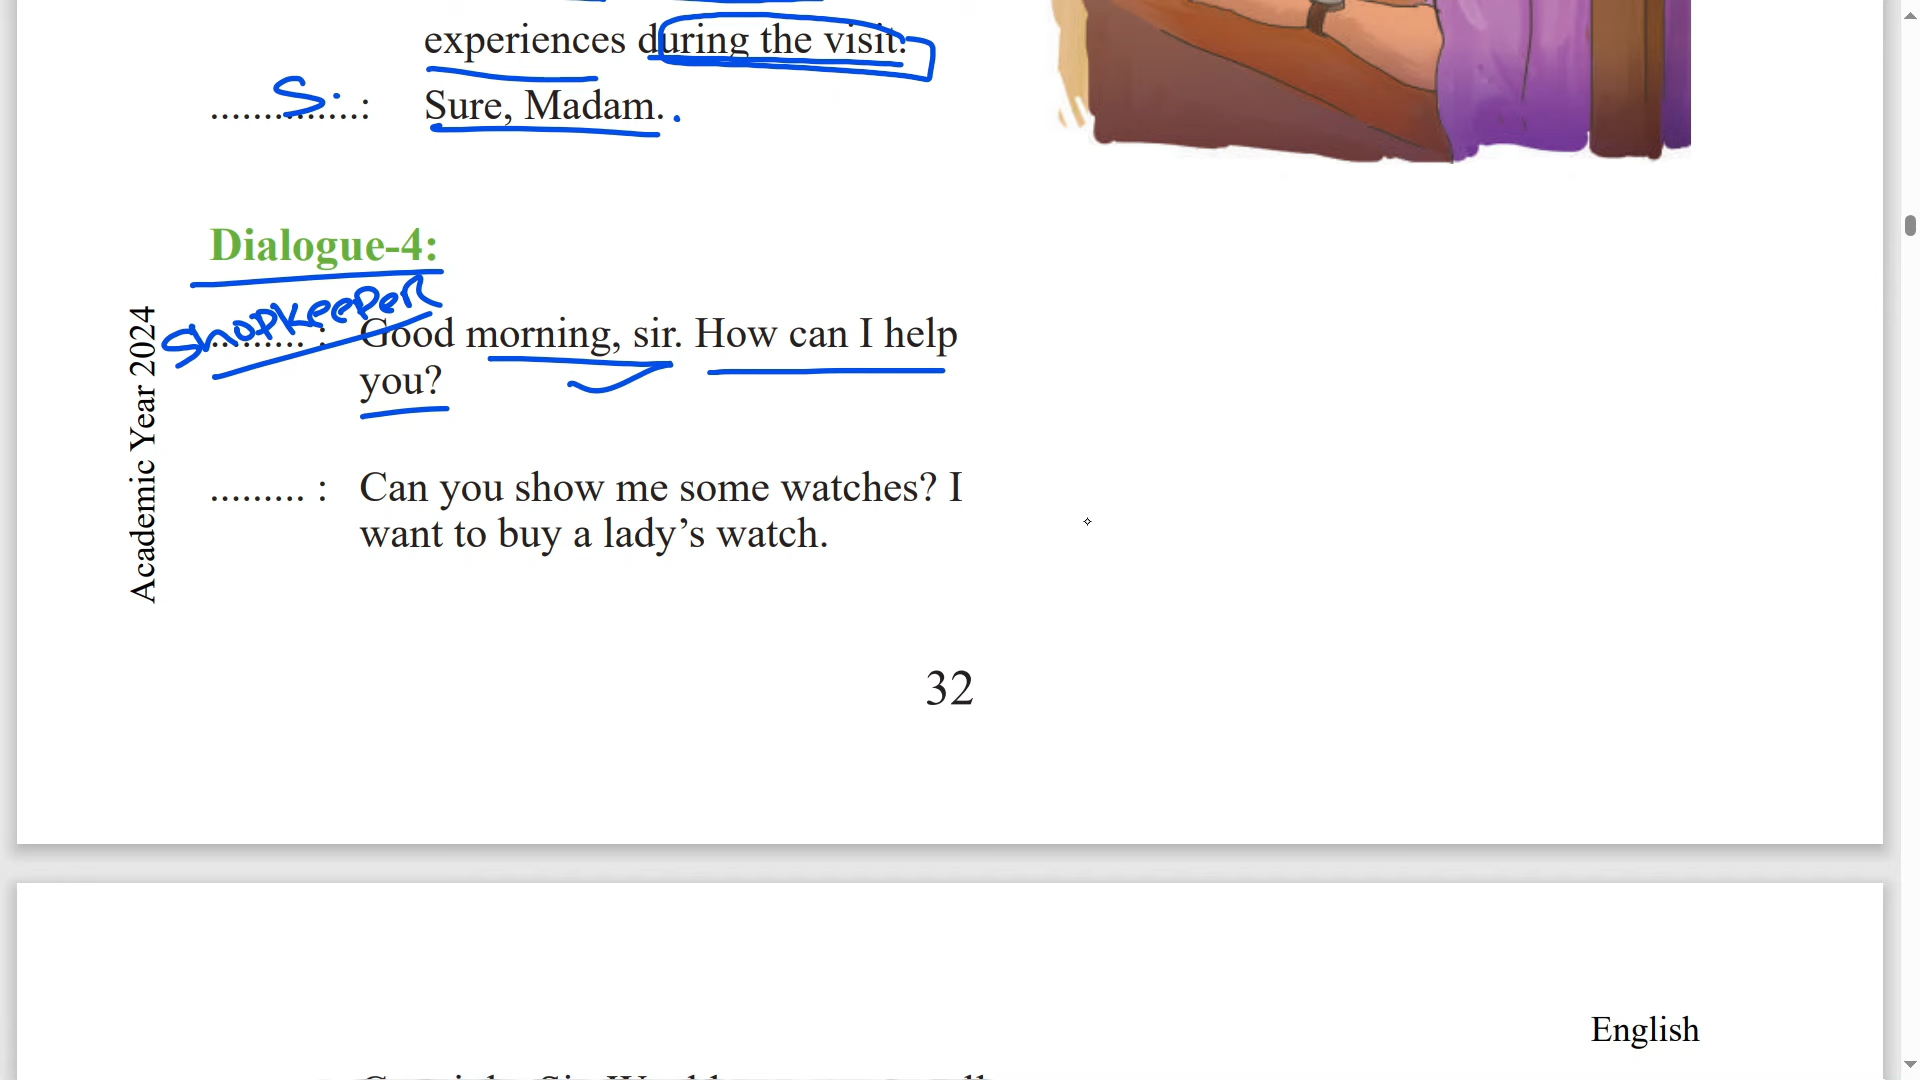 experiences during the visit.
......S.......: Sure, Madam.
Dialogue-4:
Shopkeeper
......... : Good morning, sir. How can I help
you?
......... : Can you show me some watches? I
want to buy a lady's watch.
Academic Year 2024
32
English